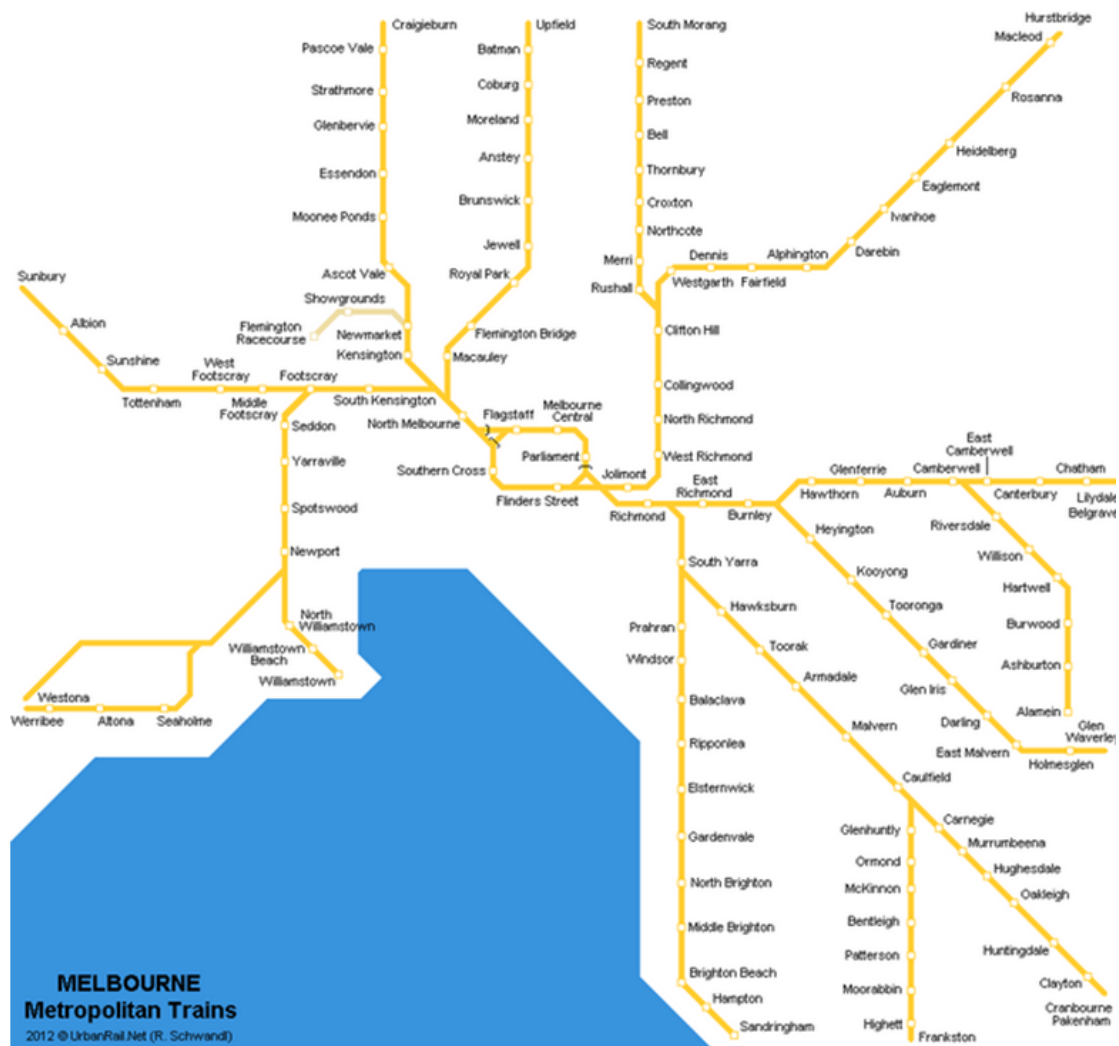 Craigieburn
Upfield
South Morang
Hurstbridge
Macleod
Pascoe Vale
Batman
Regent
Rosanna
Strathmore
Coburg
Preston
Glenbervie
Moreland
Bell
Heidelberg
Essendon
Anstey
Thornbury
Eaglemont
Moonee Ponds
Brunswick
Croxton
Ivanhoe
Northcote
Jewell
Merri
Dennis
Alphington
Darebin
Sunbury
Ascot Vale
Royal Park
Rushall
Westgarth
Fairfield
Showgrounds
Albion
Flemington
Racecourse
Newmarket
Flemington Bridge
Clifton Hill
Sunshine
West
Footscray
Footscray
Kensington
Macauley
Collingwood
Tottenham
Middle
Footscray
South Kensington
North Melbourne
Flagstaff
Melbourne
Central
North Richmond
Seddon
Yarraville
Southern Cross
Parliament
Jolimont
West Richmond
East
Camberwell
Glenferrie
Camberwell
Chatham
Spotswood
Flinders Street
East
Richmond
Richmond
Burnley
Hawthorn
Auburn
Canterbury
Lilydale
Belgrave
Newport
South Yarra
Heyington
Riversdale
Kooyong
Willison
Hartwell
North
Williamstown
Hawksburn
Tooronga
Burwood
Prahran
Toorak
Gardiner
Williamstown
Beach
Windsor
Armadale
Glen Iris
Ashburton
Williamstown
Westona
Werribee
Altona
Seaholme
Balaclava
Malvern
Darling
Alamein
Glen
Waverley
Ripponlea
East Malvern
Holmesglen
Elsternwick
Caulfield
Gardenvale
Glenhuntly
Carnegie
Ormond
Murrumbeena
North Brighton
McKinnon
Hughesdale
Oakleigh
Middle Brighton
Bentleigh
Huntingdale
Brighton Beach
Patterson
Clayton
Hampton
Moorabbin
Cranbourne
Pakenham
Sandringham
Highett
Frankston
MELBOURNE
Metropolitan Trains
2012 © UrbanRail.Net (R. Schwandl)